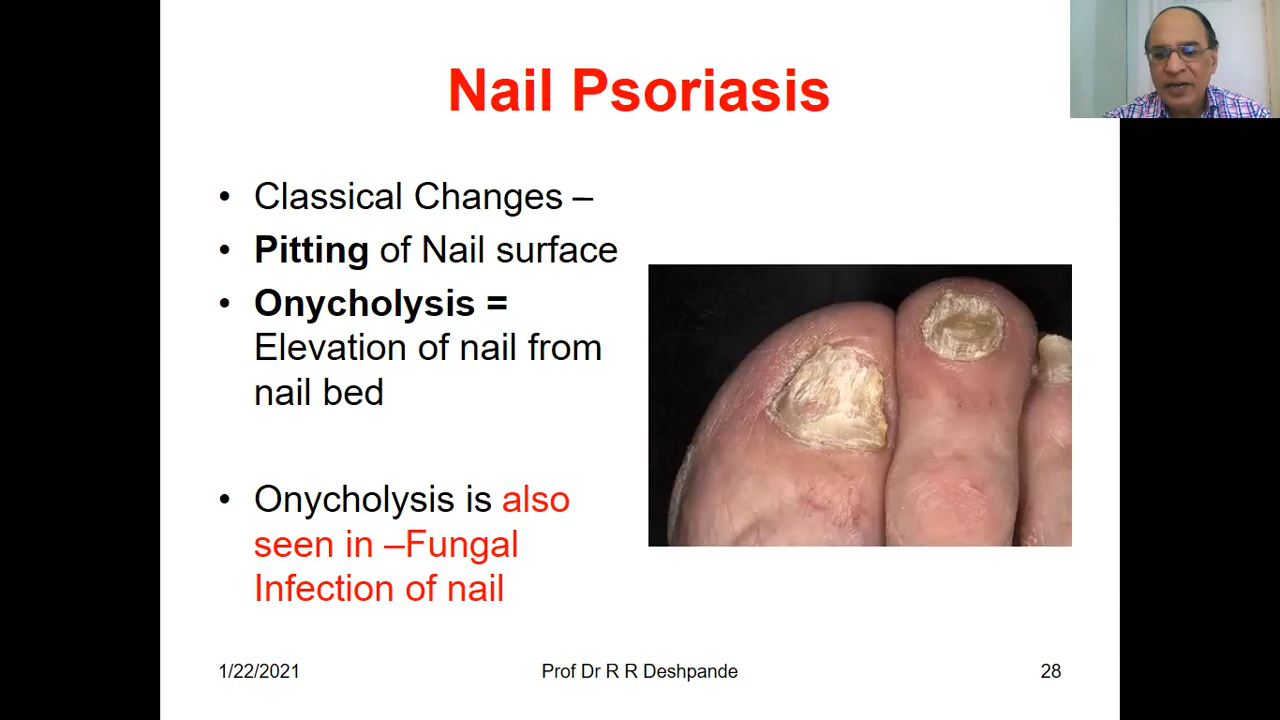 Nail Psoriasis
• Classical Changes –
• Pitting of Nail surface
• Onycholysis =
Elevation of nail from
nail bed
• Onycholysis is also
seen in –Fungal
Infection of nail
1/22/2021
Prof Dr R R Deshpande
28